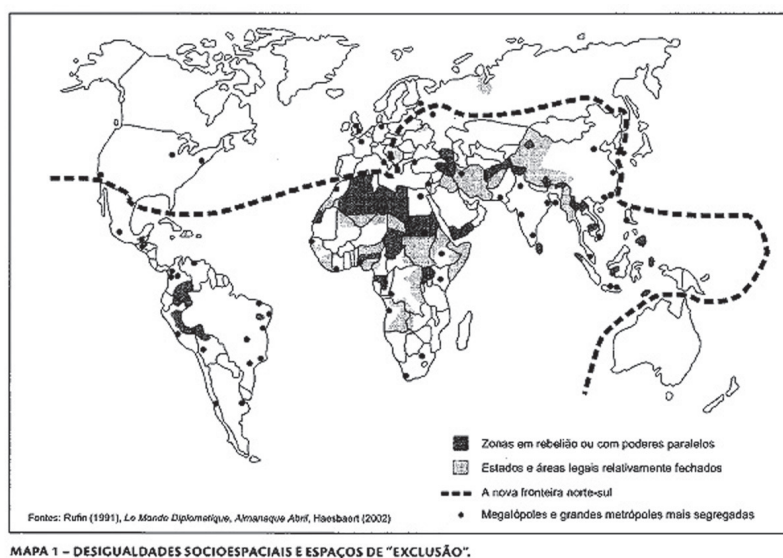 Zonas em rebelião ou com poderes paralelos
Estados e áreas legais relativamente fechados
A nova fronteira norte-sul
Megalópoles e grandes metrópoles mais segregadas
Fontes: Rufin (1991), Le Monde Diplomatique, Almanaque Abril, Haesbaert (2002)
MAPA 1 – DESIGUALDADES SOCIOESPACIAIS E ESPAÇOS DE "EXCLUSÃO".